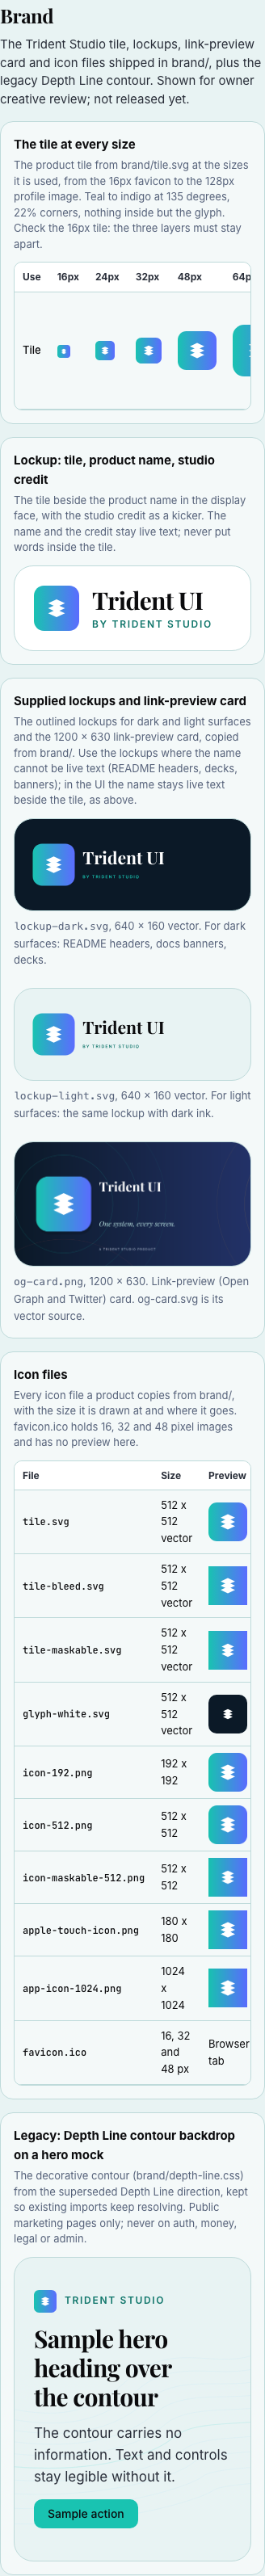 Brand
The Trident Studio tile, lockups, link-preview
card and icon files shipped in brand/, plus the
legacy Depth Line contour. Shown for owner
creative review; not released yet.
The tile at every size
The product tile from brand/tile.svg at the sizes
it is used, from the 16px favicon to the 128px
profile image. Teal to indigo at 135 degrees,
22% corners, nothing inside but the glyph.
Check the 16px tile: the three layers must stay
apart.
Use 16px 24px 32px 48px 64p
Tile
Lockup: tile, product name, studio
credit
The tile beside the product name in the display
face, with the studio credit as a kicker. The
name and the credit stay live text; never put
words inside the tile.
Trident UI
BY TRIDENT STUDIO
Supplied lockups and link-preview card
The outlined lockups for dark and light surfaces
and the 1200 × 630 link-preview card, copied
from brand/. Use the lockups where the name
cannot be live text (README headers, decks,
banners); in the UI the name stays live text
beside the tile, as above.
Trident UI
BY TRIDENT STUDIO
lockup-dark.svg, 640 × 160 vector. For dark
surfaces: README headers, docs banners,
decks.
Trident UI
BY TRIDENT STUDIO
lockup-light.svg, 640 × 160 vector. For light
surfaces: the same lockup with dark ink.
Trident UI
One system, every screen.
A TRIDENT STUDIO PRODUCT
og-card.png, 1200 × 630. Link-preview (Open
Graph and Twitter) card. og-card.svg is its
vector source.
Icon files
Every icon file a product copies from brand/,
with the size it is drawn at and where it goes.
favicon.ico holds 16, 32 and 48 pixel images
and has no preview here.
File Size Preview
tile.svg 512 x
512
vector
tile-bleed.svg 512 x
512
vector
tile-maskable.svg 512 x
512
vector
glyph-white.svg 512 x
512
vector
icon-192.png 192 x
192
icon-512.png 512 x
512
icon-maskable-512.png 512 x
512
apple-touch-icon.png 180 x
180
app-icon-1024.png 1024
x
1024
favicon.ico 16, 32
and
48 px Browser
tab
Legacy: Depth Line contour backdrop
on a hero mock
The decorative contour (brand/depth-line.css)
from the superseded Depth Line direction, kept
so existing imports keep resolving. Public
marketing pages only; never on auth, money,
legal or admin.
TRIDENT STUDIO
Sample hero
heading over
the contour
The contour carries no
information. Text and controls
stay legible without it.
Sample action